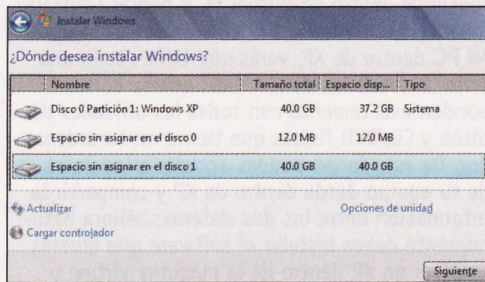 Instalar Windows
¿Dónde desea instalar Windows?
Nombre Tamaño total Espacio disp... Tipo
Disco 0 Partición 1: Windows XP 40.0 GB 37.2 GB Sistema
Espacio sin asignar en el disco 0 12.0 MB 12.0 MB
Espacio sin asignar en el disco 1 40.0 GB 40.0 GB
Actualizar Opciones de unidad
Cargar controlador
Siguiente